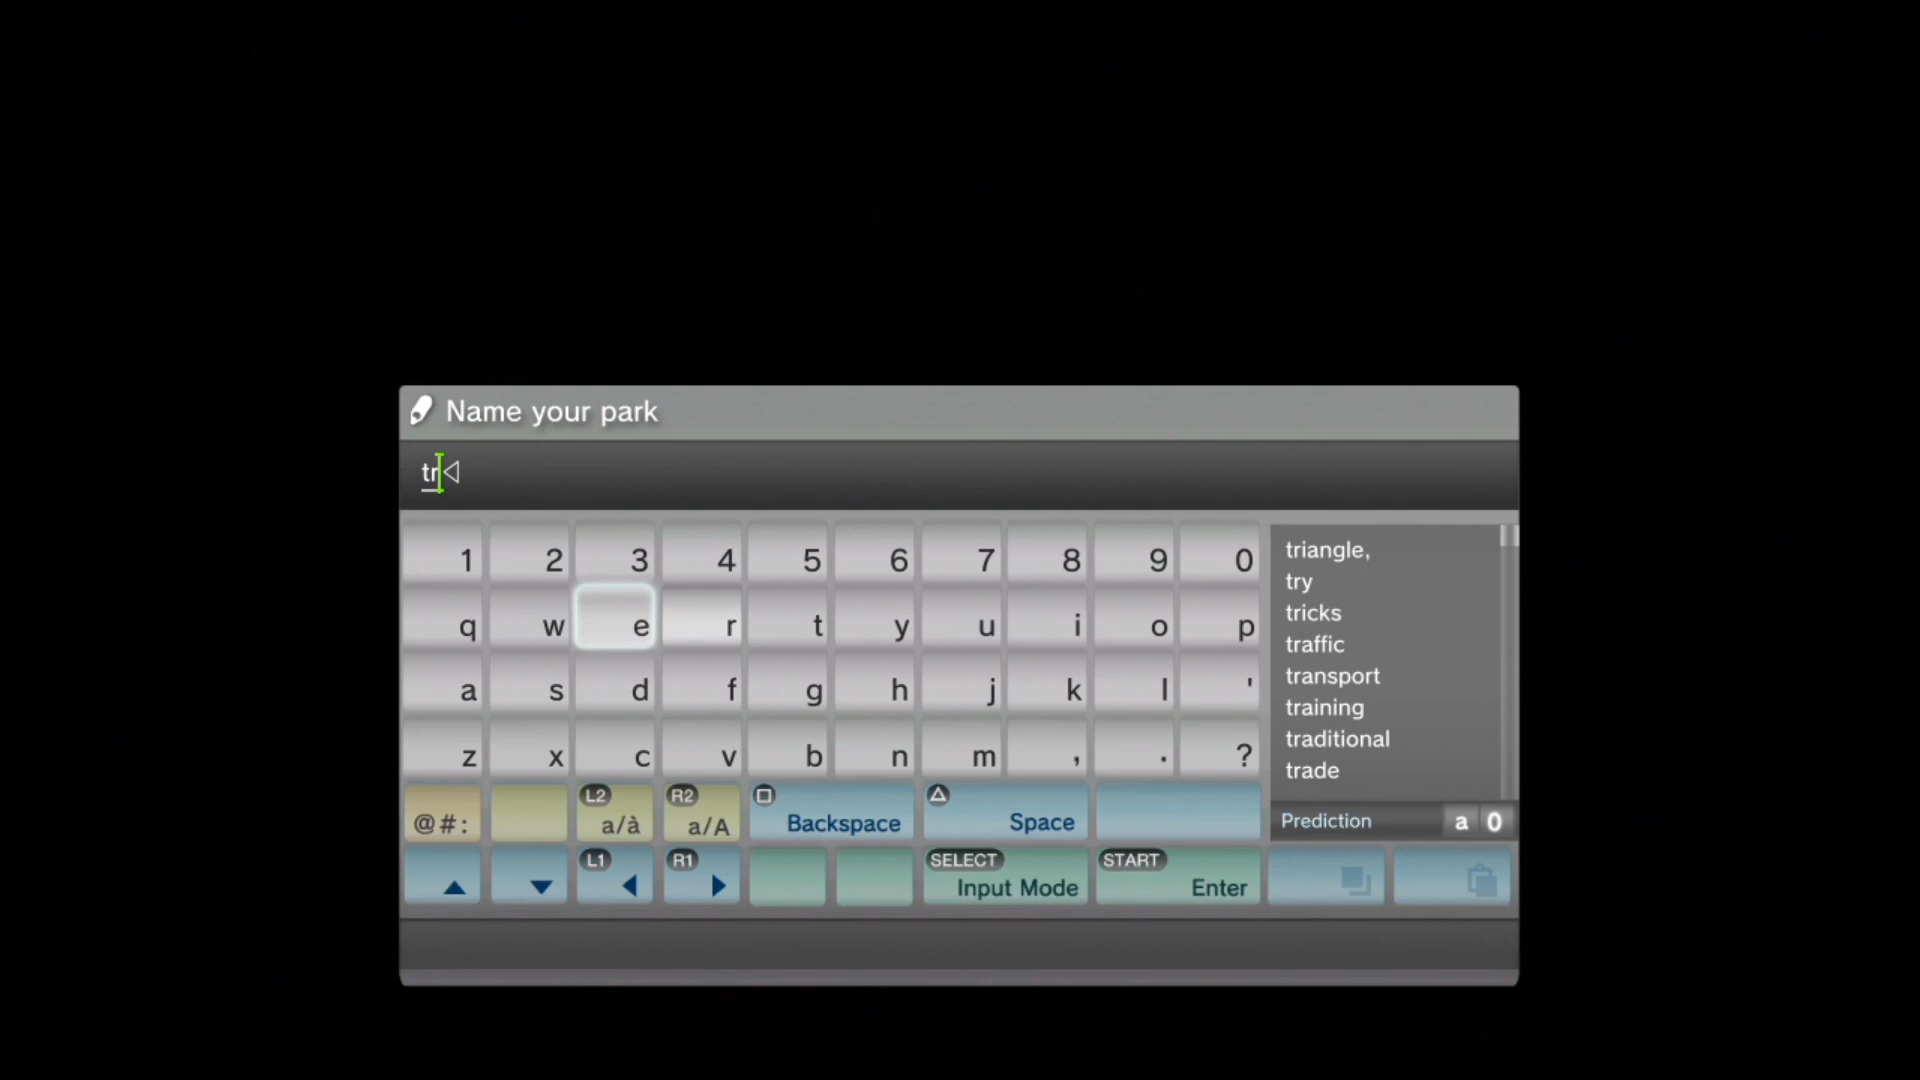 Name your park
tr
1 2 3 4 5 6 7 8 9 0
q w e r t y u i o p
a s d f g h j k l '
z x c v b n m , . ?
triangle,
try
tricks
traffic
transport
training
traditional
trade
@#: L2 a/à R2 a/A Backspace Space
Prediction a 0
L1 R1 SELECT Input Mode START Enter